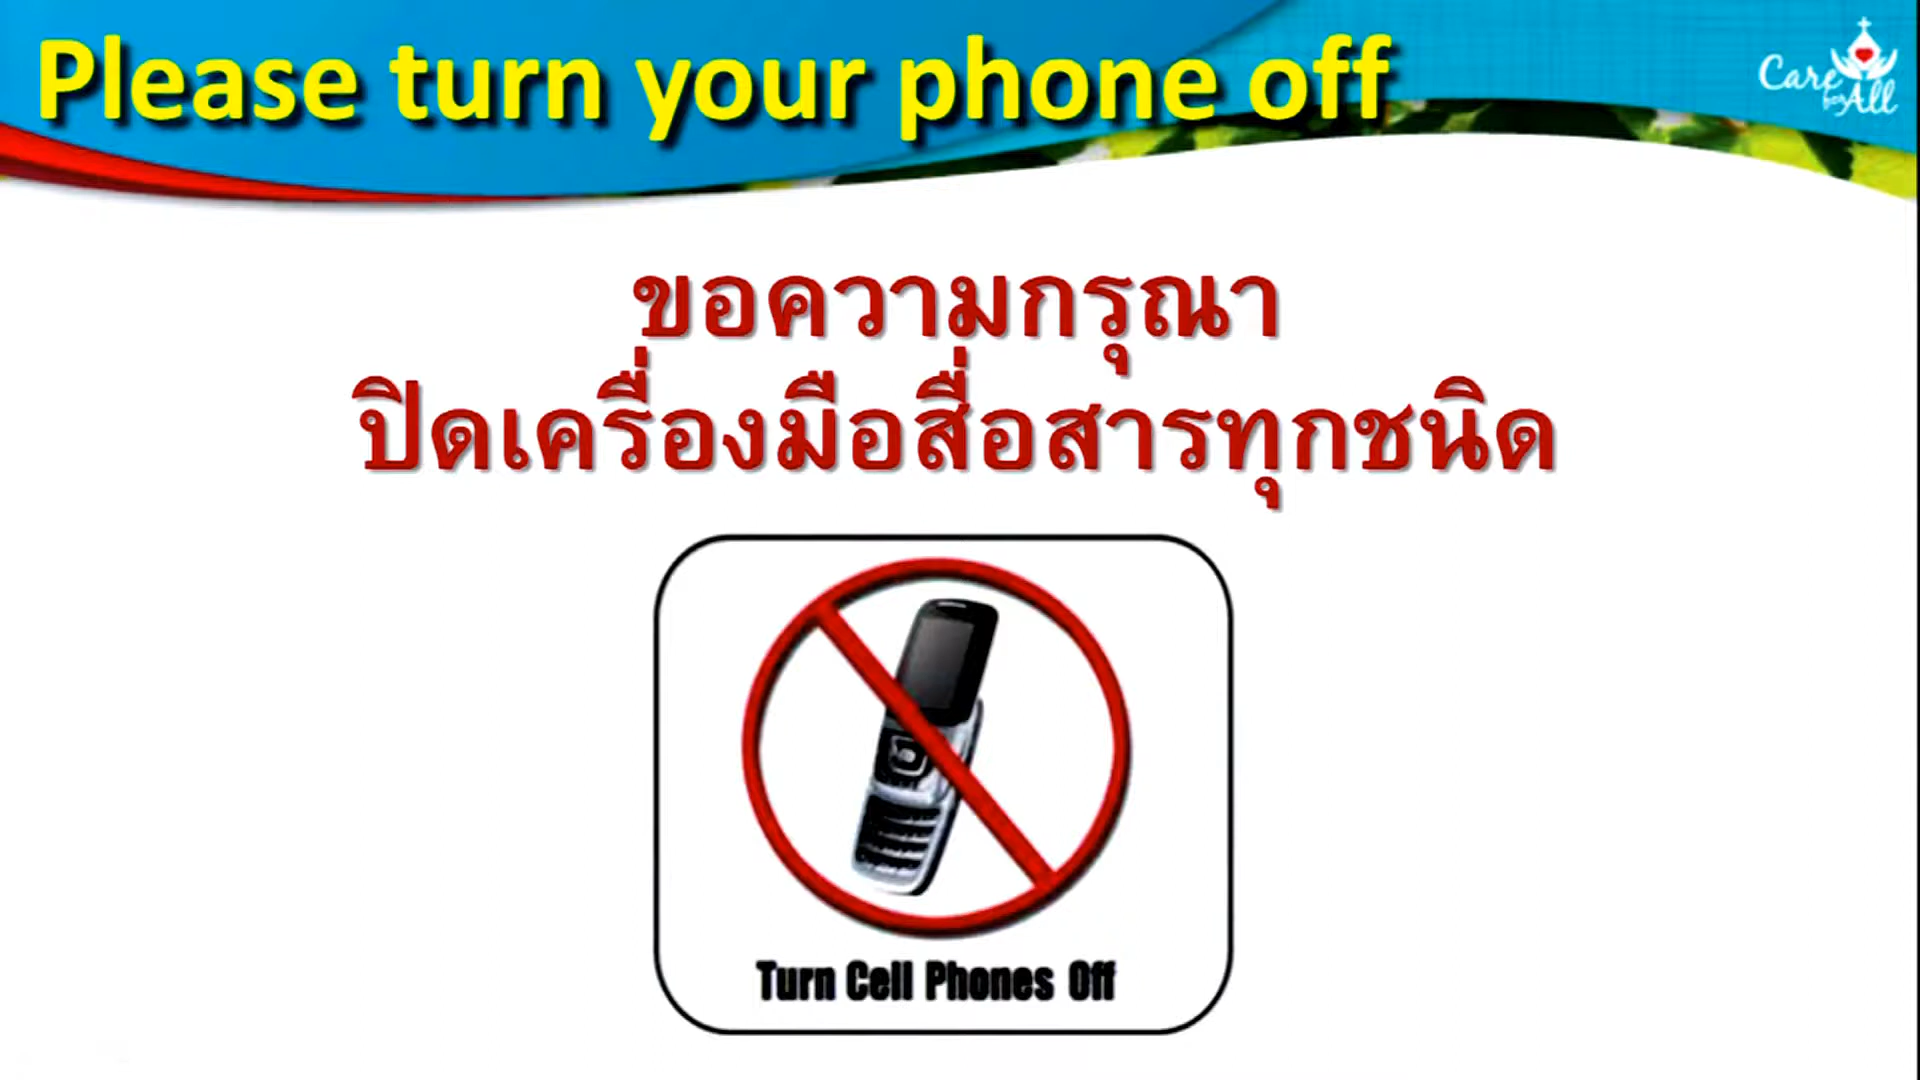 Please turn your phone off
Care
for All
ขอความกรุณา
ปิดเครื่องมือสื่อสารทุกชนิด
Turn Cell Phones Off